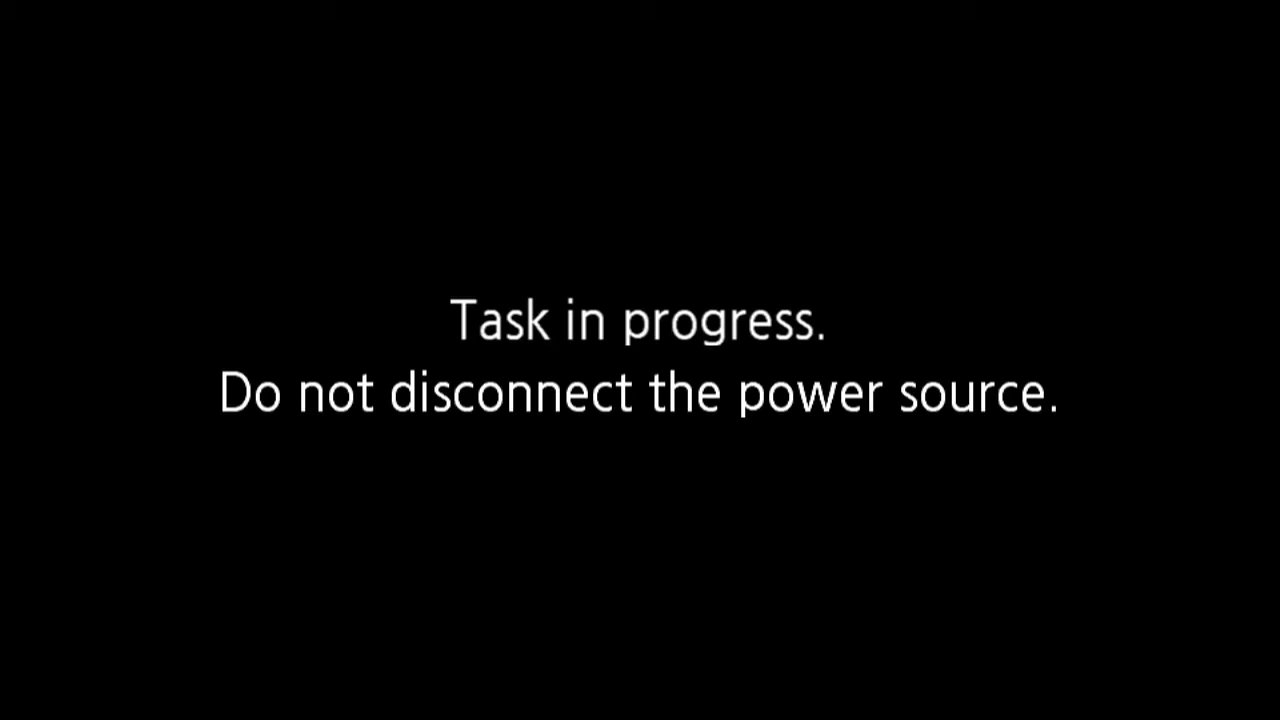 Task in progress.
Do not disconnect the power source.